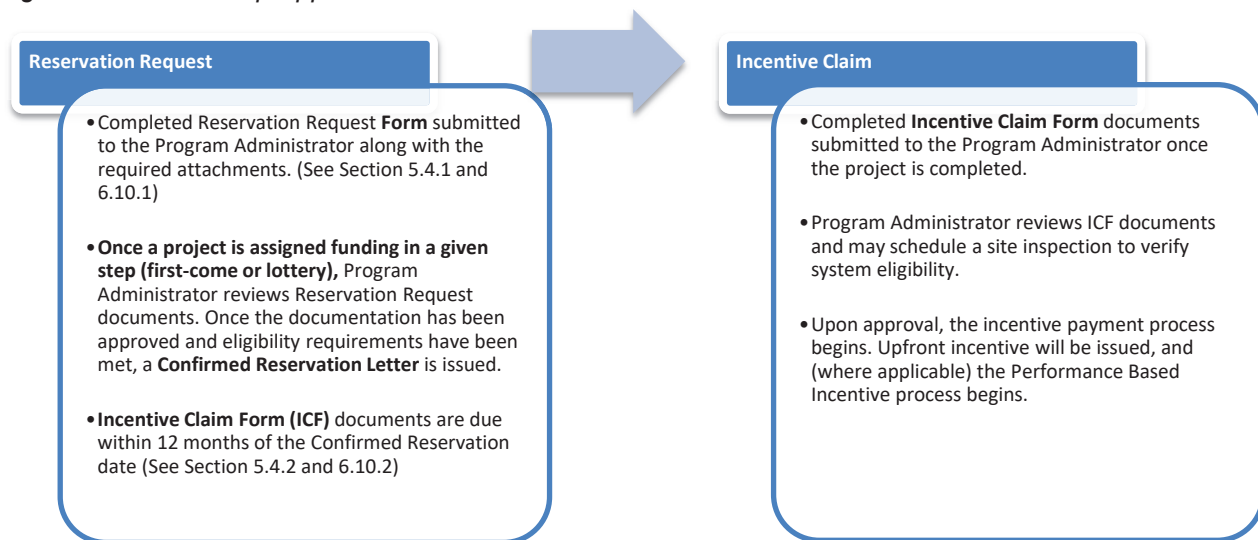 Reservation Request
•Completed Reservation Request Form submitted
to the Program Administrator along with the
required attachments. (See Section 5.4.1 and
6.10.1)
•Once a project is assigned funding in a given
step (first-come or lottery), Program
Administrator reviews Reservation Request
documents. Once the documentation has been
approved and eligibility requirements have been
met, a Confirmed Reservation Letter is issued.
•Incentive Claim Form (ICF) documents are due
within 12 months of the Confirmed Reservation
date (See Section 5.4.2 and 6.10.2)
Incentive Claim
•Completed Incentive Claim Form documents
submitted to the Program Administrator once
the project is completed.
•Program Administrator reviews ICF documents
and may schedule a site inspection to verify
system eligibility.
•Upon approval, the incentive payment process
begins. Upfront incentive will be issued, and
(where applicable) the Performance Based
Incentive process begins.